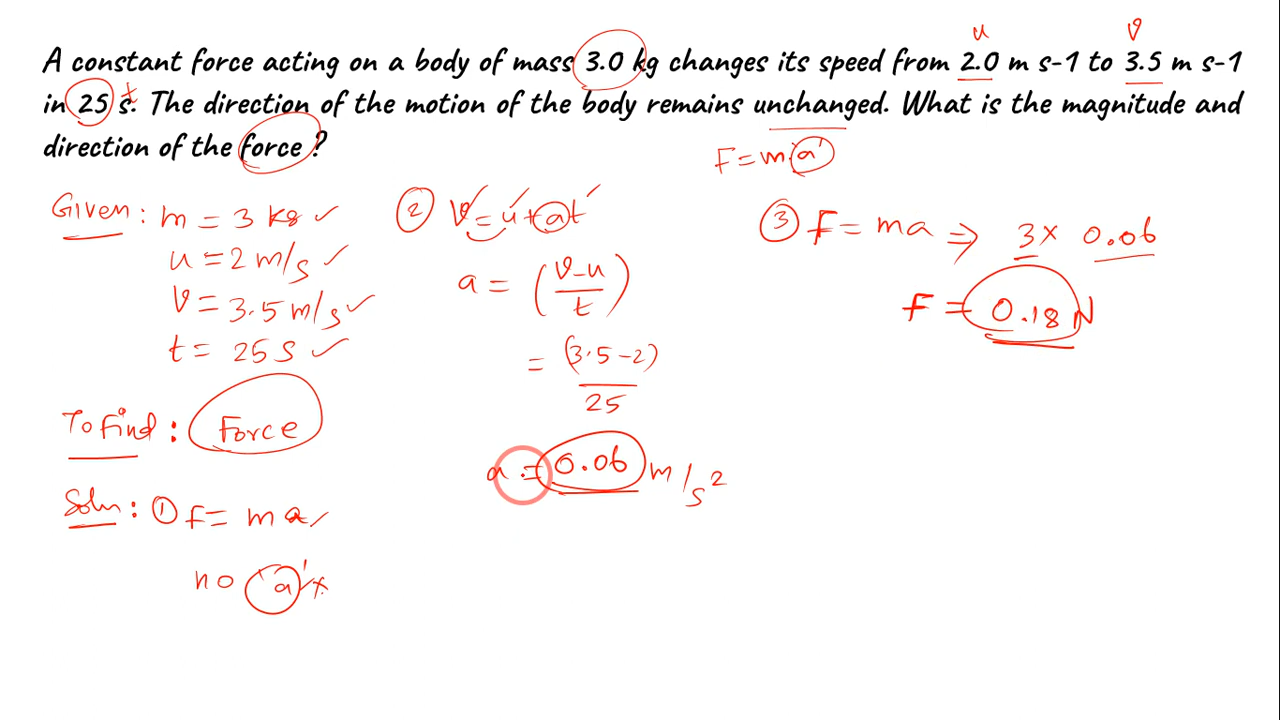 A constant force acting on a body of mass 3.0 kg changes its speed from 2.0 m s-1 to 3.5 m s-1
in 25 s. The direction of the motion of the body remains unchanged. What is the magnitude and
direction of the force ?
u
v
t
F = m 'a'
Given : m = 3 kg ✓
u = 2 m/s ✓
v = 3.5 m/s ✓
t = 25 s ✓
To Find : Force
Soln : ① F = ma
no 'a' x
② v = u + at
a = (v-u / t)
= (3.5-2)
25
a = 0.06 m/s²
③ F = ma ⇒ 3 x 0.06
F = 0.18 N